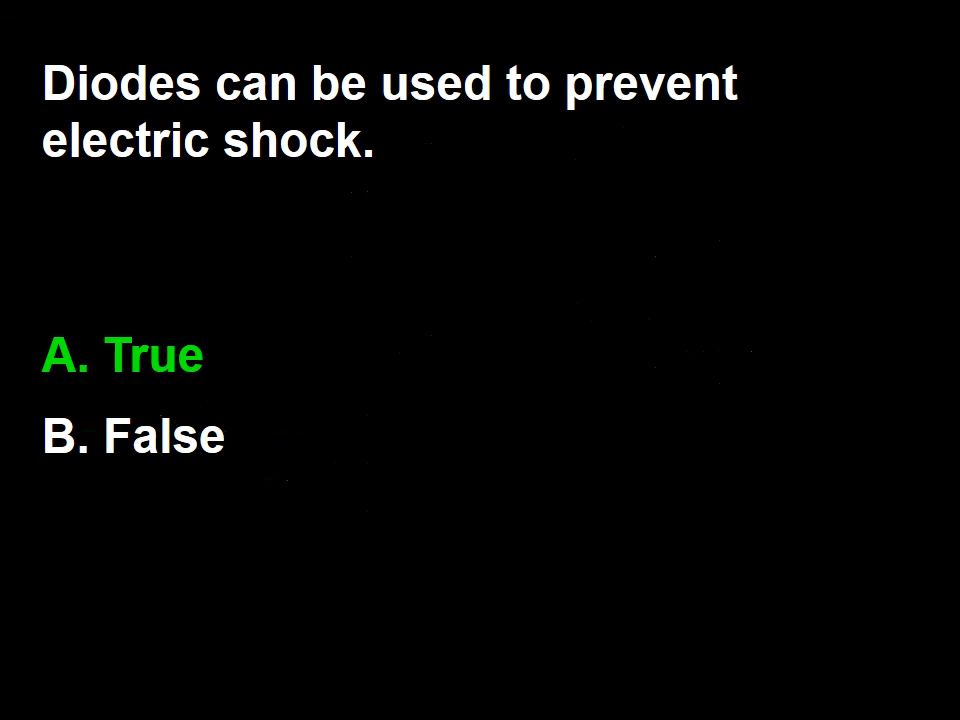 Diodes can be used to prevent
electric shock.
A. True
B. False